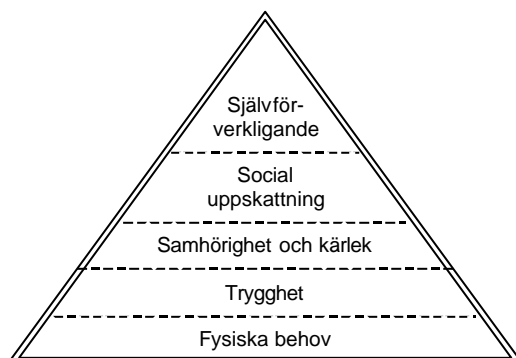 Självför-
verkligande
Social
uppskattning
Samhörighet och kärlek
Trygghet
Fysiska behov